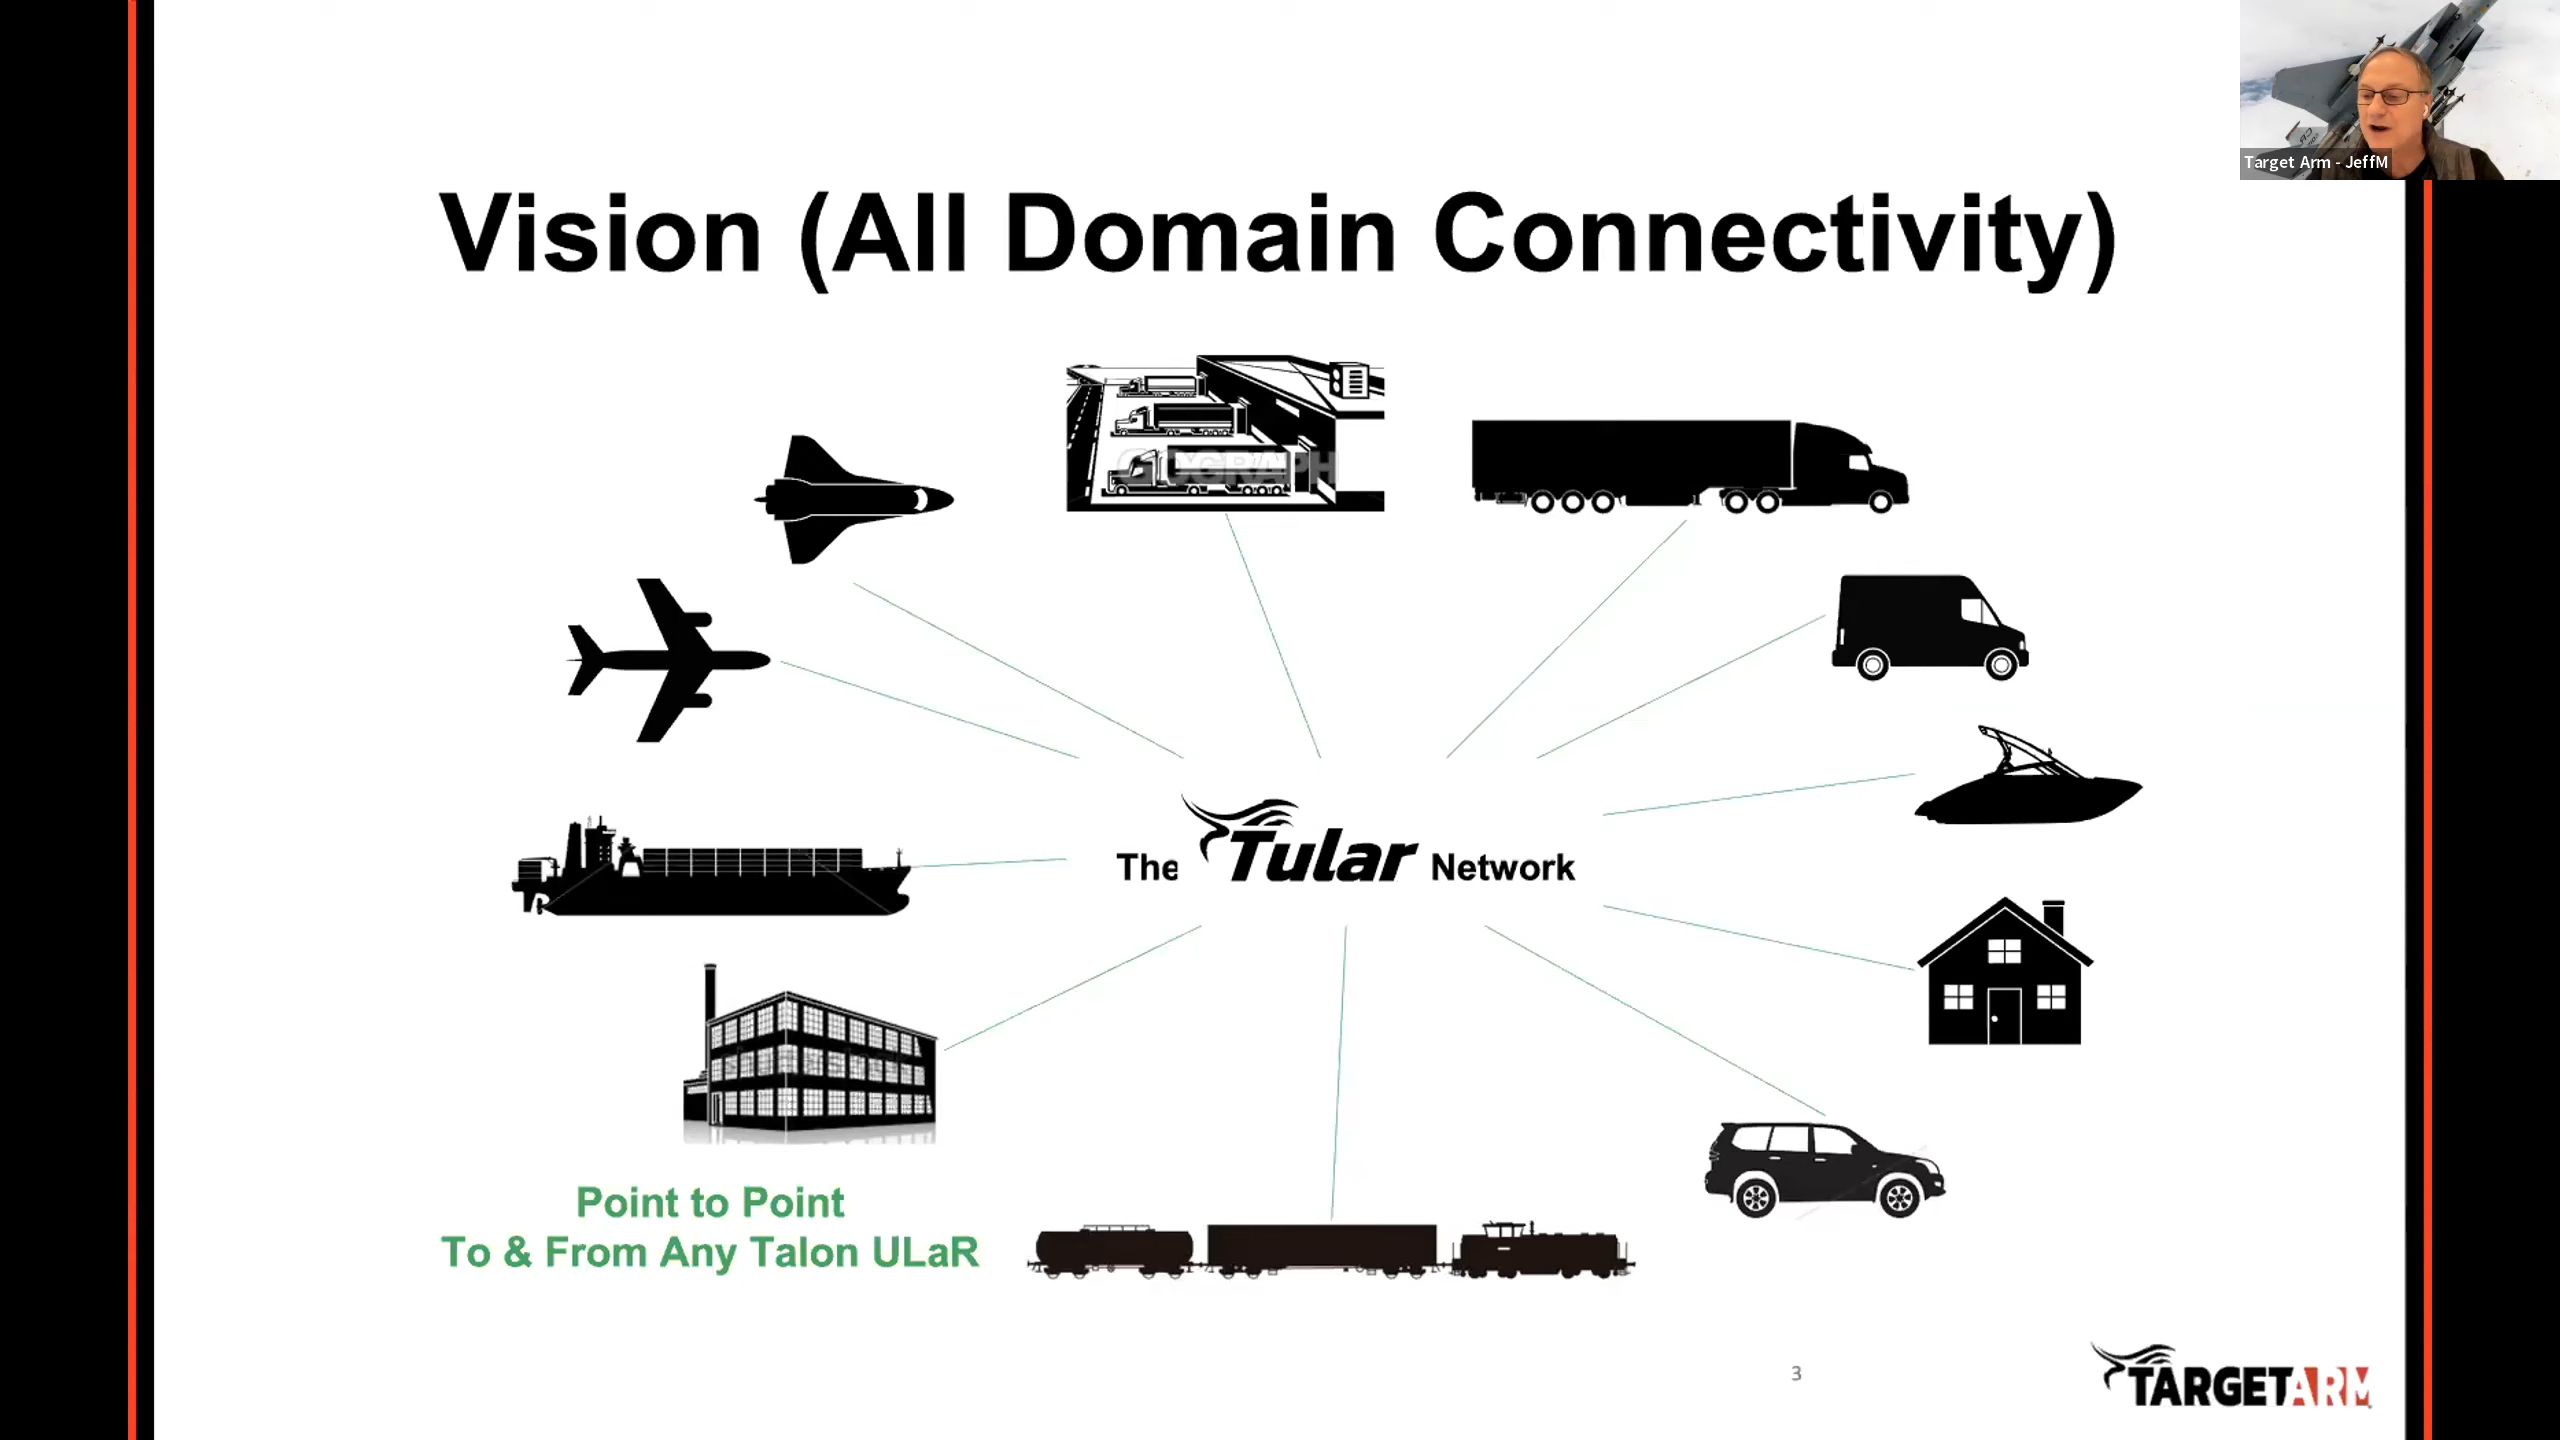 Target Arm - JeffM
Vision (All Domain Connectivity)
GOGRAPH
The Tular Network
Point to Point
To & From Any Talon ULaR
3
TARGETARM